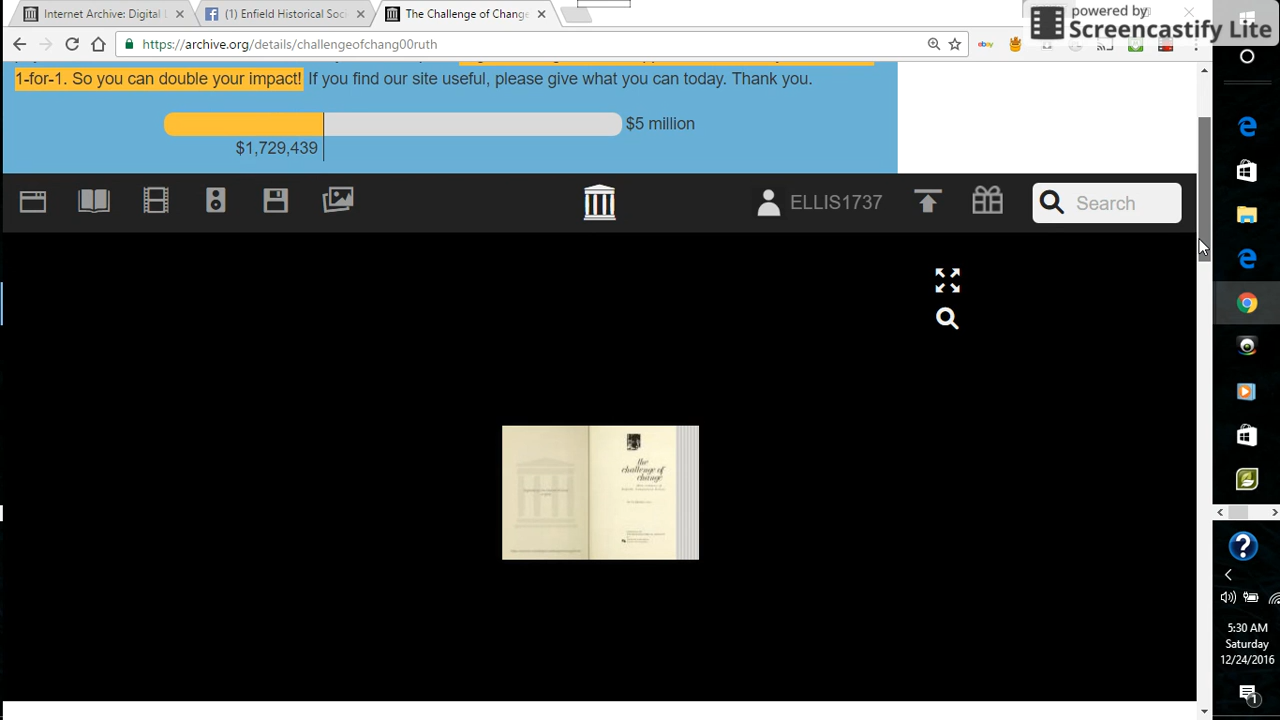 powered by
Screencastify Lite
Internet Archive: Digital
(1) Enfield Historical S
The Challenge of Change
https://archive.org/details/challengeofchang00ruth
ebay
1-for-1. So you can double your impact! If you find our site useful, please give what you can today. Thank you.
$5 million
$1,729,439
ELLIS1737
Search
the
challenge of
change
5:30 AM
Saturday
12/24/2016
1